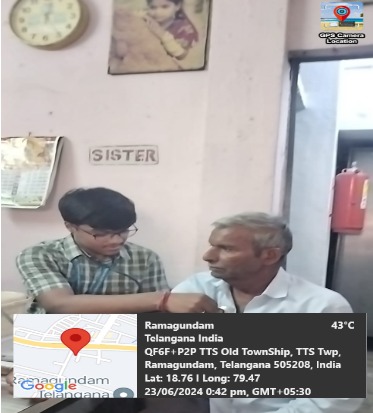 GPS Camera
Location
SISTER
Ramagundam
Telangana India
43°C
QF6F+P2P TTS Old TownShip, TTS Twp,
Ramagundam, Telangana 505208, India
Lat: 18.76 I Long: 79.47
23/06/2024 0:42 pm, GMT+05:30
Ramagundam
Telangana
Google